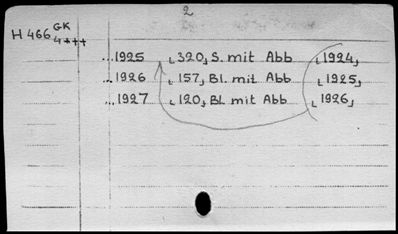 2
H 466 GK 4+++
...1925 ⌞320⌟ S. mit Abb ⌞1924⌟
...1926 ⌞157⌟ Bl. mit Abb ⌞1925⌟
...1927 ⌞120⌟ Bl. mit Abb ⌞1926⌟